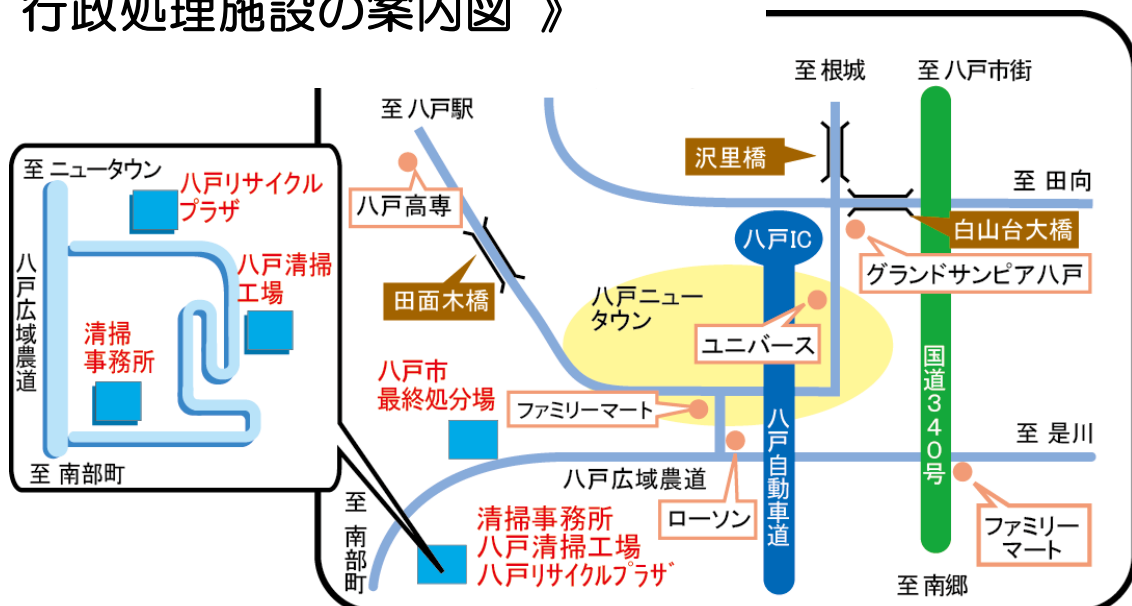 行政処理施設の案内図 》
至 根城
至 八戸市街
至 八戸駅
沢里橋
至 田向
八戸高専
八戸IC
白山台大橋
グランドサンピア八戸
田面木橋
八戸ニュー
タウン
ユニバース
八戸市
最終処分場
ファミリーマート
国道340号
至 是川
八戸自動車道
八戸広域農道
ローソン
ファミリー
マート
至 南部町
清掃事務所
八戸清掃工場
八戸リサイクルプラザ
至 南郷
至 ニュータウン
八戸リサイクル
プラザ
八戸広域農道
八戸清掃
工場
清掃
事務所
至 南部町